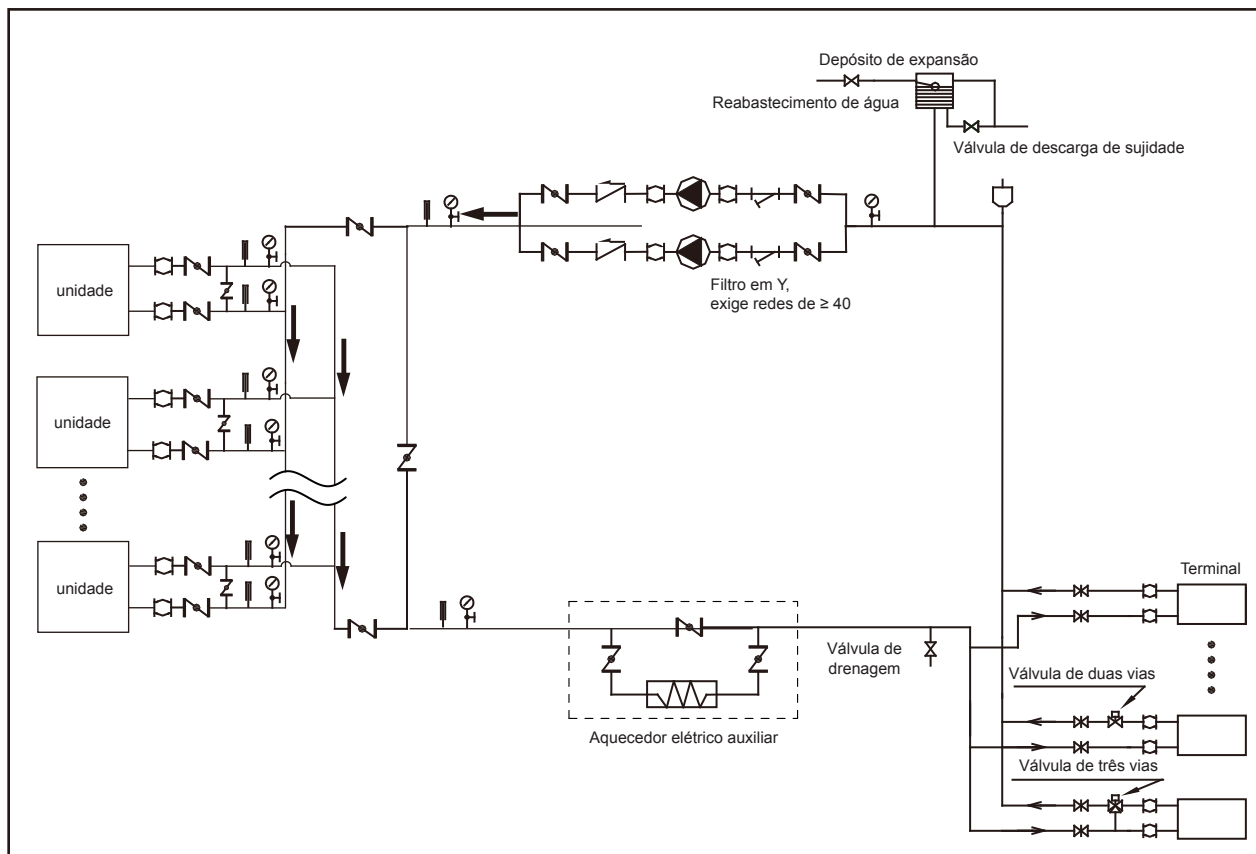 Depósito de expansão
Reabastecimento de água
Válvula de descarga de sujidade
Filtro em Y,
exige redes de ≥ 40
unidade
unidade
unidade
Terminal
Válvula de
drenagem
Válvula de duas vias
Aquecedor elétrico auxiliar
Válvula de três vias